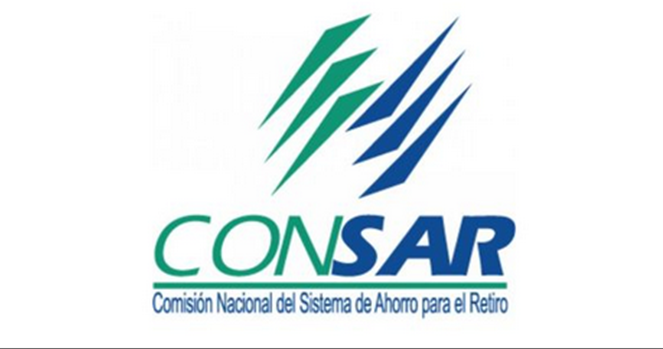 CONSAR
Comisión Nacional del Sistema de Ahorro para el Retiro